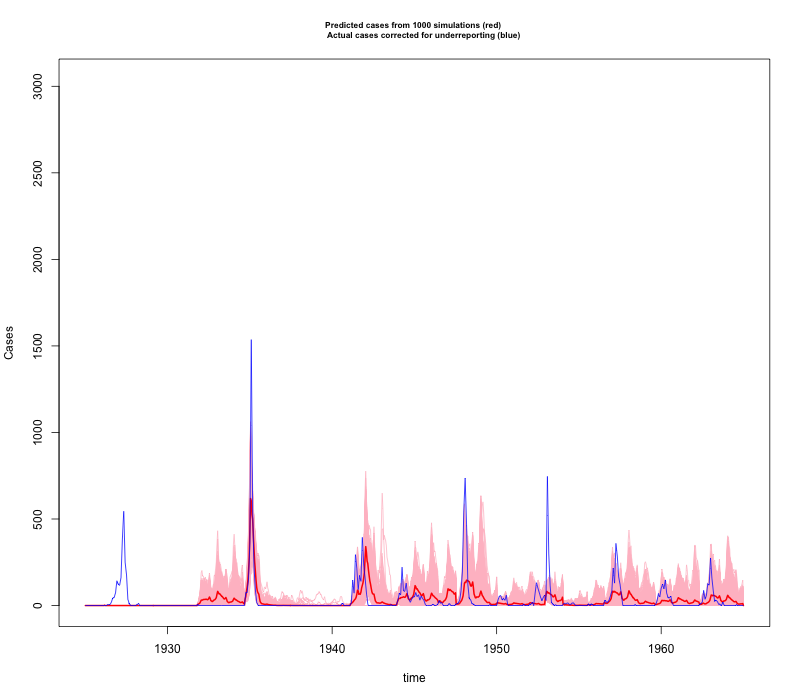 Predicted cases from 1000 simulations (red)
Actual cases corrected for underreporting (blue)
3000
2500
2000
1500
1000
500
0
Cases
1930 1940 1950 1960
time